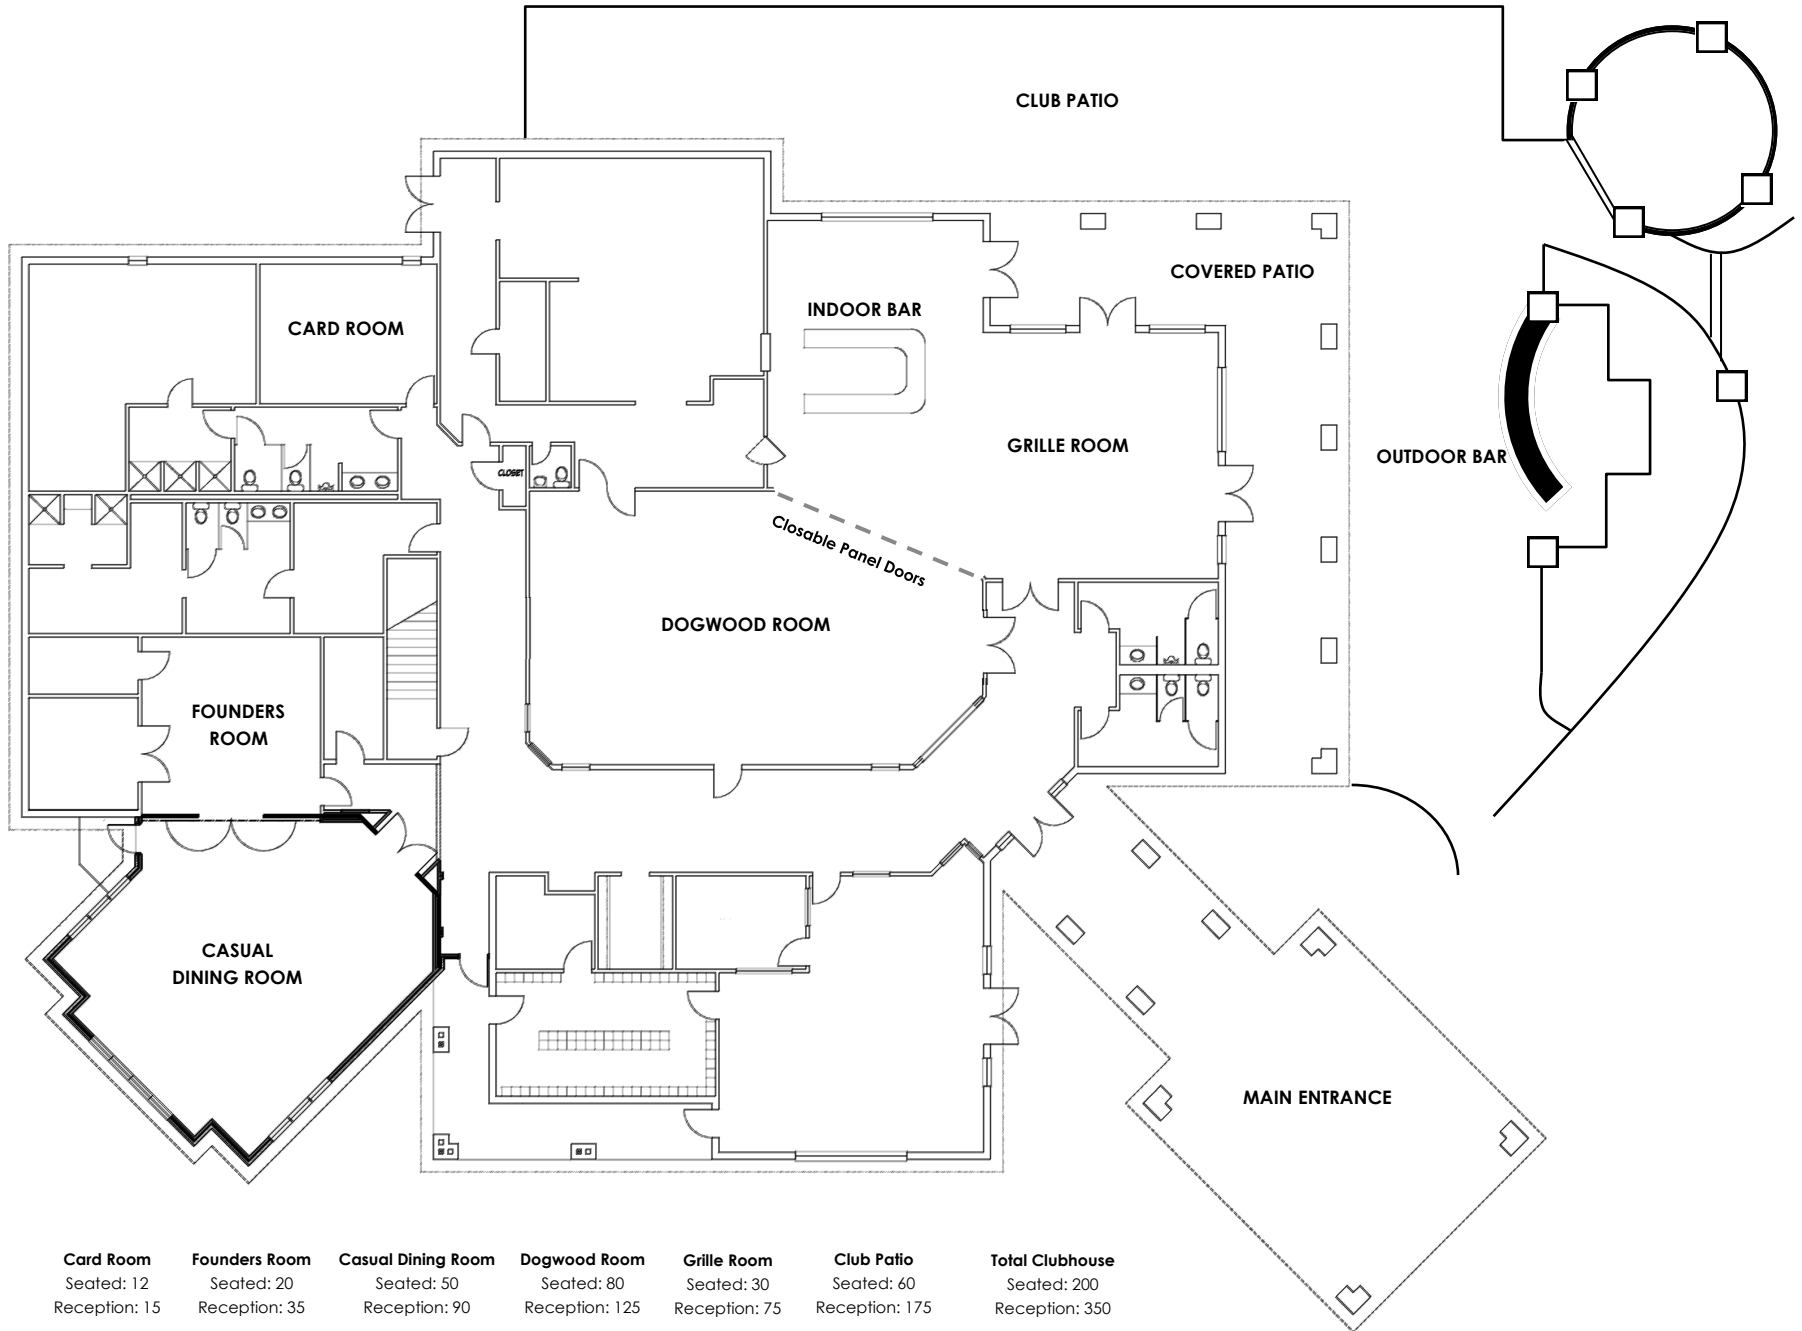 CLUB PATIO
COVERED PATIO
INDOOR BAR
CARD ROOM
GRILLE ROOM
OUTDOOR BAR
CLOSET
Closable Panel Doors
DOGWOOD ROOM
FOUNDERS
ROOM
CASUAL
DINING ROOM
MAIN ENTRANCE
Card Room
Seated: 12
Reception: 15
Founders Room
Seated: 20
Reception: 35
Casual Dining Room
Seated: 50
Reception: 90
Dogwood Room
Seated: 80
Reception: 125
Grille Room
Seated: 30
Reception: 75
Club Patio
Seated: 60
Reception: 175
Total Clubhouse
Seated: 200
Reception: 350